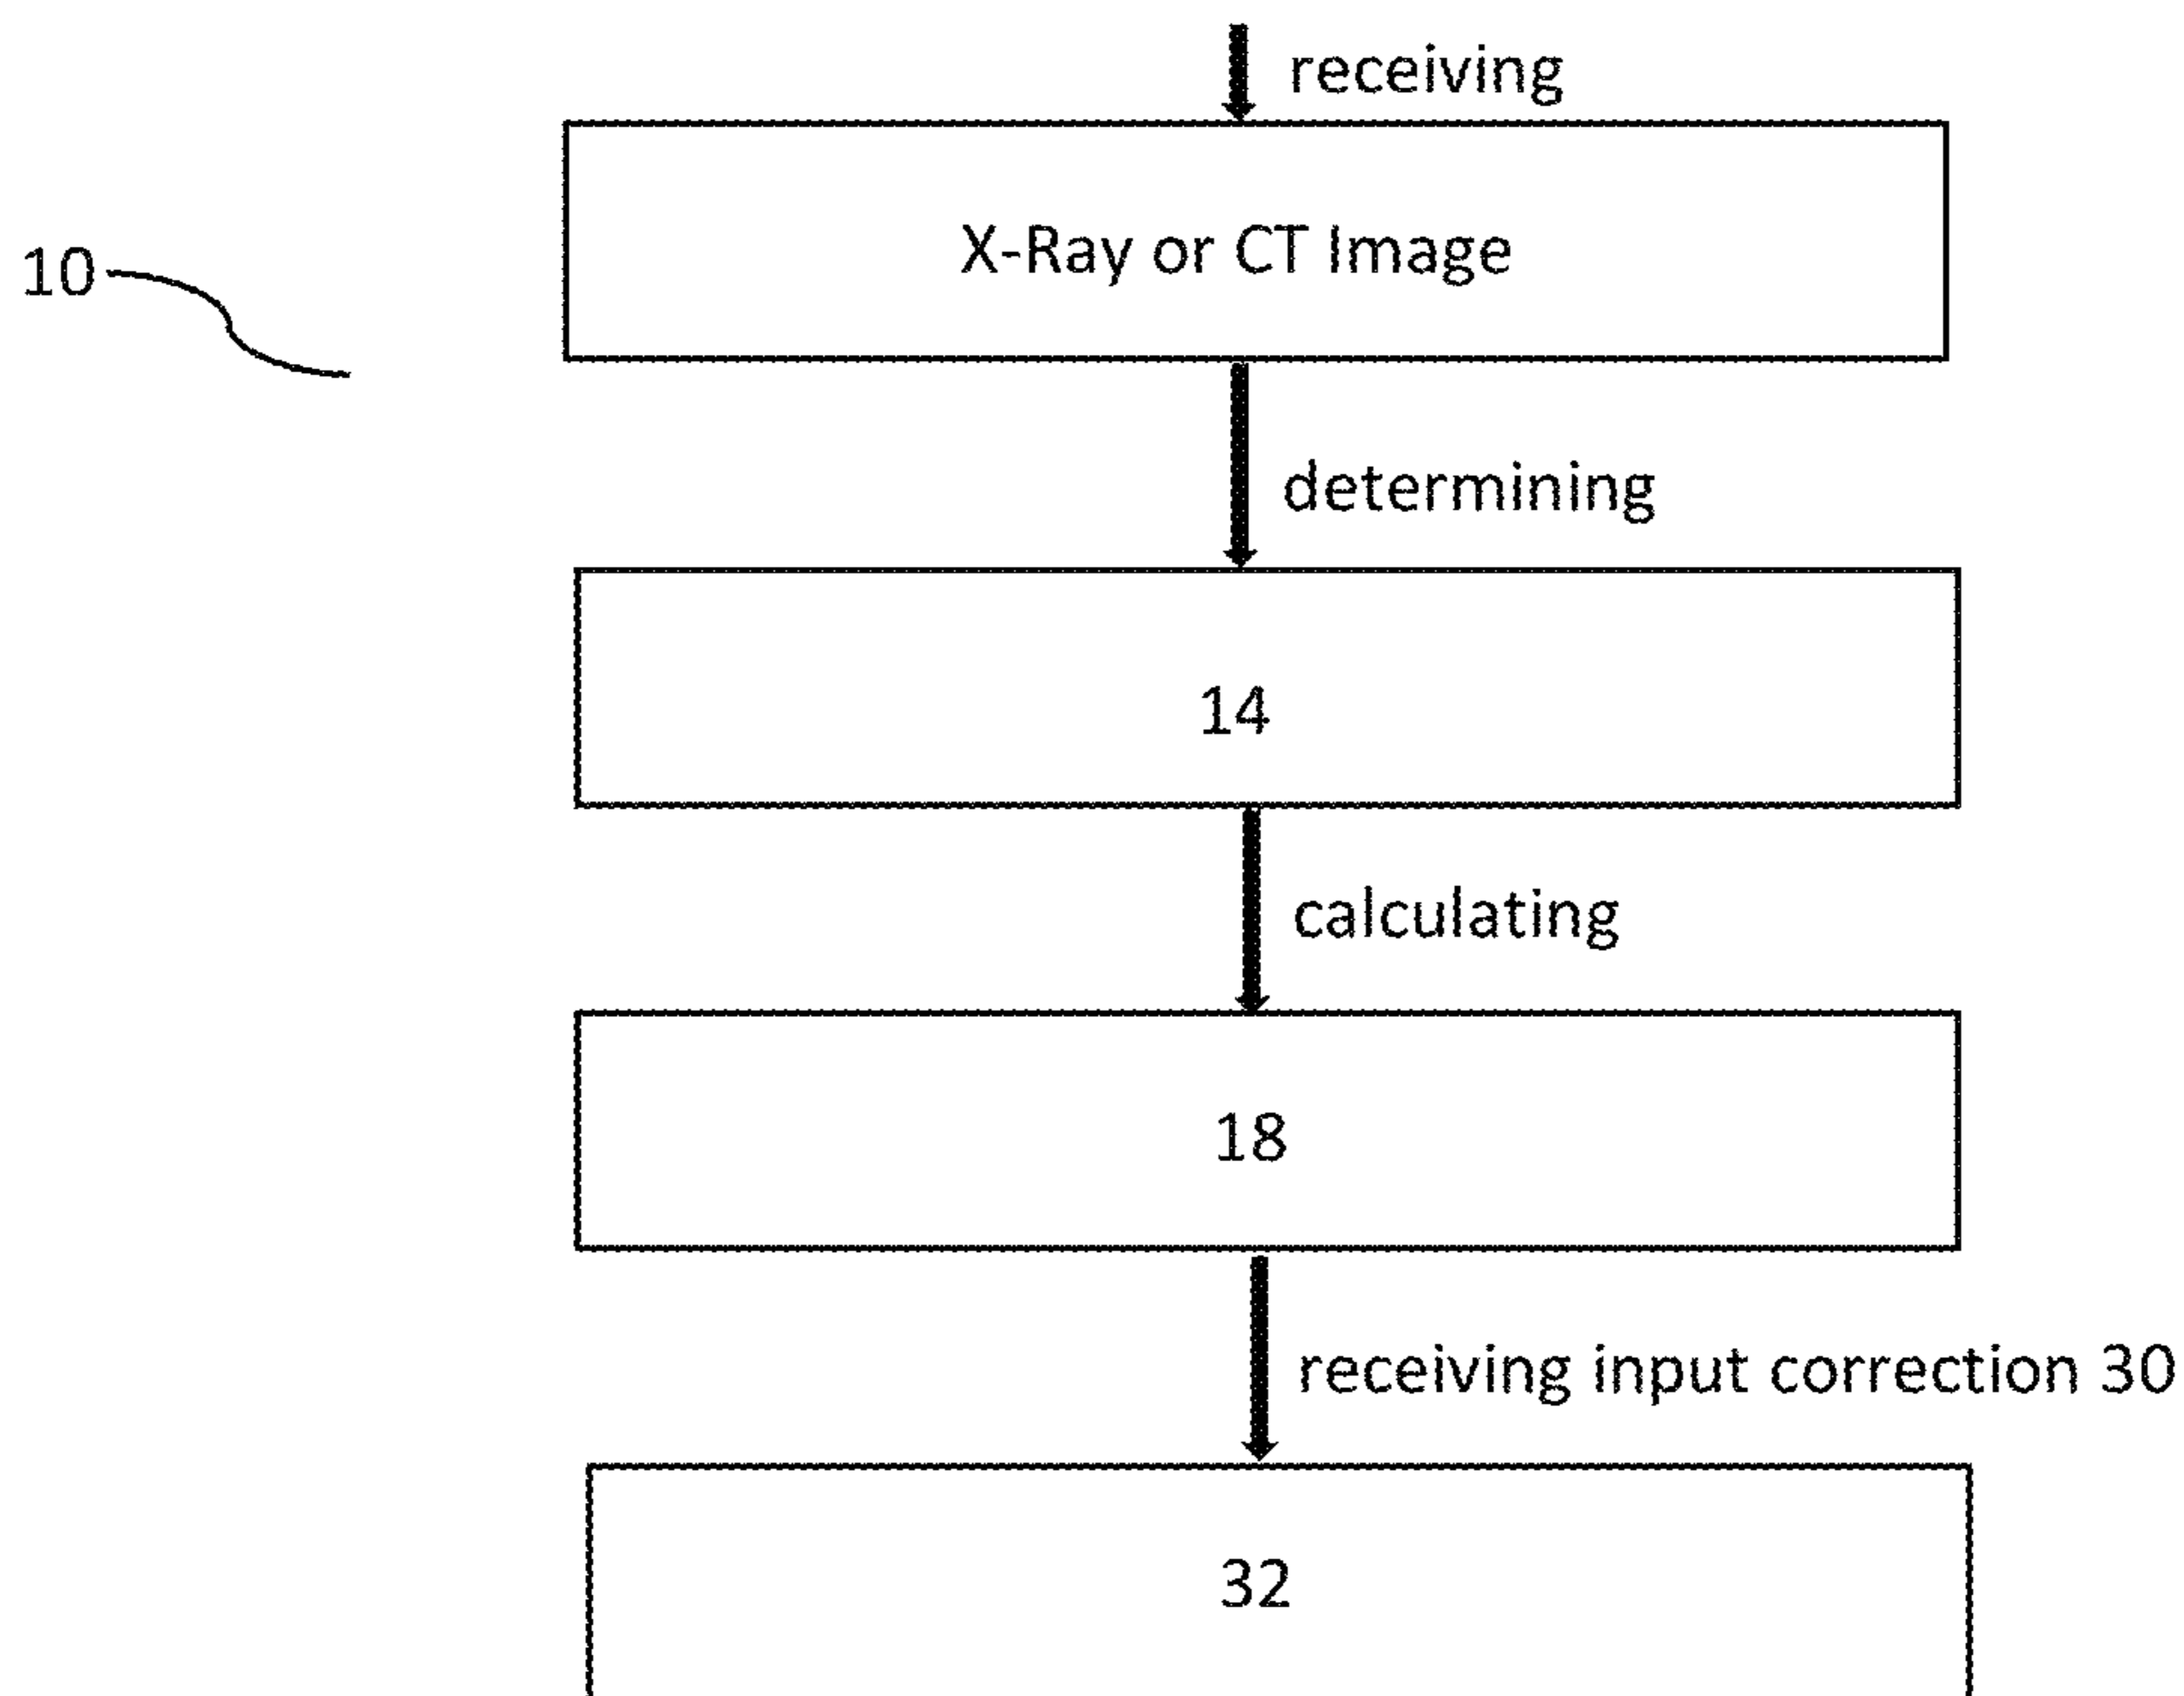 receiving
X-Ray or CT Image
10
determining
14
calculating
18
receiving input correction 30
32